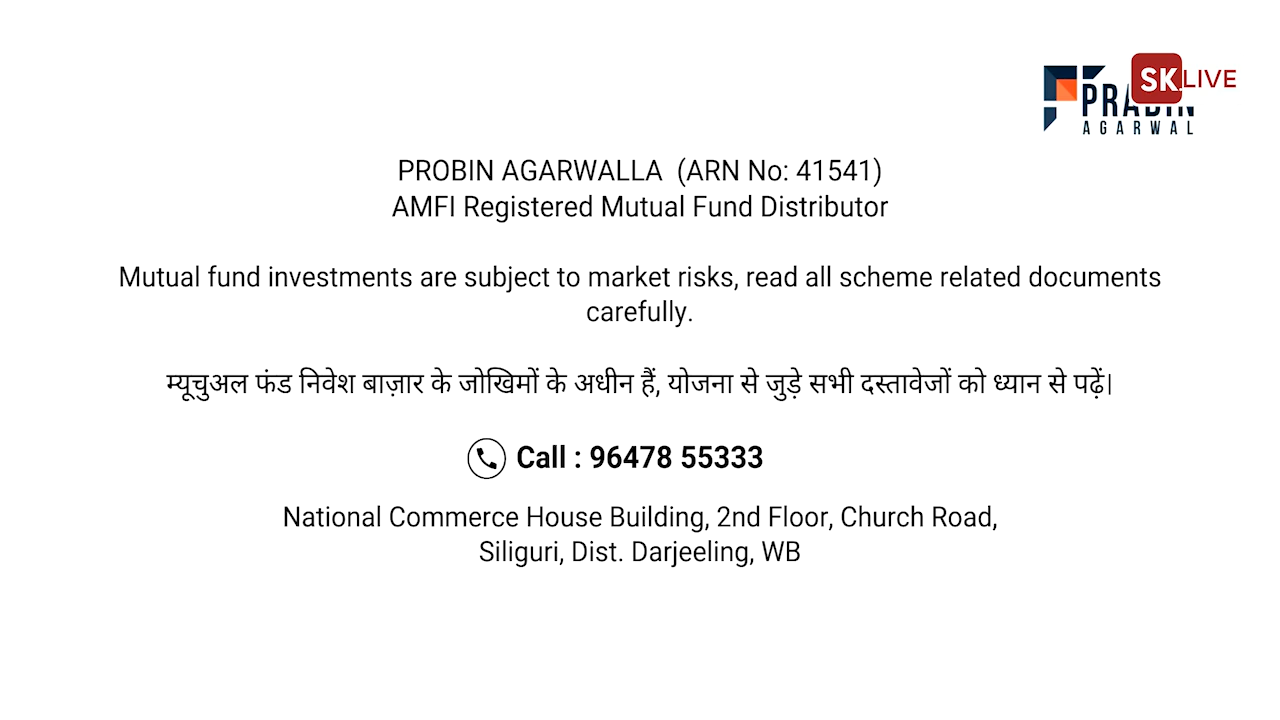 SK LIVE
AGARWAL
PROBIN AGARWALLA (ARN No: 41541)
AMFI Registered Mutual Fund Distributor
Mutual fund investments are subject to market risks, read all scheme related documents
carefully.
म्यूचुअल फंड निवेश बाज़ार के जोखिमों के अधीन हैं, योजना से जुड़े सभी दस्तावेजों को ध्यान से पढ़ें।
Call : 96478 55333
National Commerce House Building, 2nd Floor, Church Road,
Siliguri, Dist. Darjeeling, WB